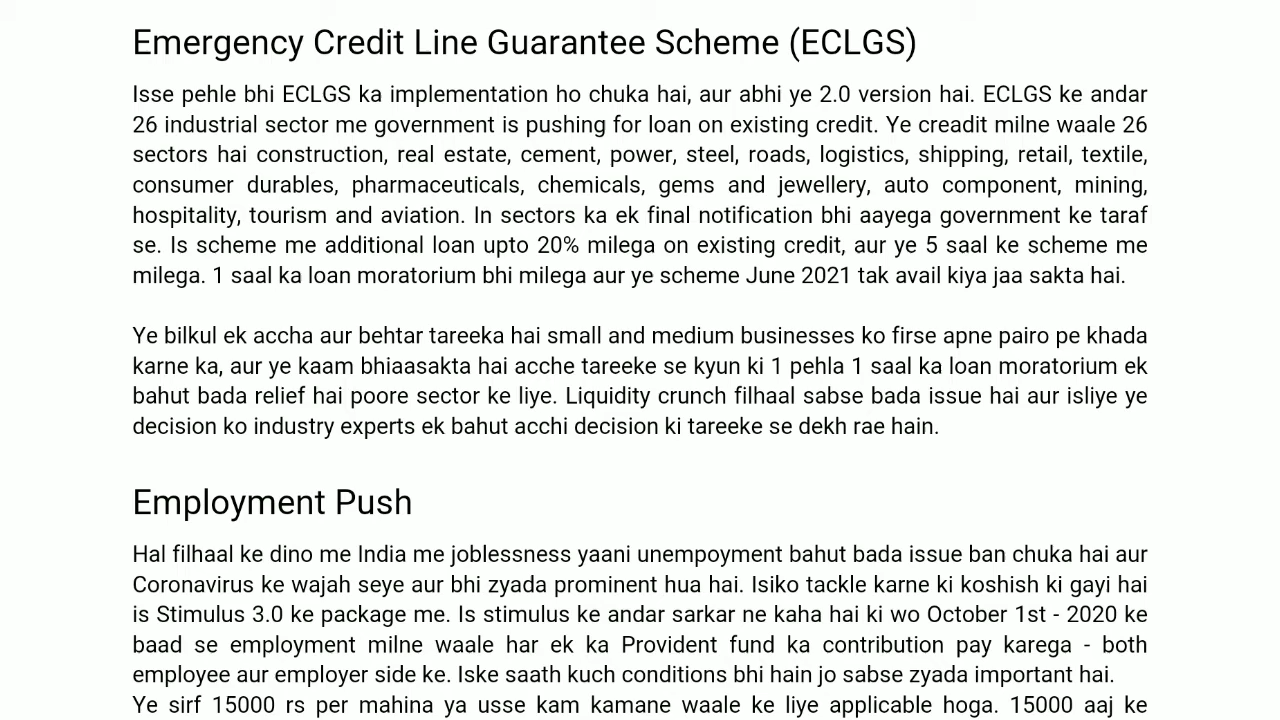 Emergency Credit Line Guarantee Scheme (ECLGS)
Isse pehle bhi ECLGS ka implementation ho chuka hai, aur abhi ye 2.0 version hai. ECLGS ke andar
26 industrial sector me government is pushing for loan on existing credit. Ye creadit milne waale 26
sectors hai construction, real estate, cement, power, steel, roads, logistics, shipping, retail, textile,
consumer durables, pharmaceuticals, chemicals, gems and jewellery, auto component, mining,
hospitality, tourism and aviation. In sectors ka ek final notification bhi aayega government ke taraf
se. Is scheme me additional loan upto 20% milega on existing credit, aur ye 5 saal ke scheme me
milega. 1 saal ka loan moratorium bhi milega aur ye scheme June 2021 tak avail kiya jaa sakta hai.
Ye bilkul ek accha aur behtar tareeka hai small and medium businesses ko firse apne pairo pe khada
karne ka, aur ye kaam bhiaasakta hai acche tareeke se kyun ki 1 pehla 1 saal ka loan moratorium ek
bahut bada relief hai poore sector ke liye. Liquidity crunch filhaal sabse bada issue hai aur isliye ye
decision ko industry experts ek bahut acchi decision ki tareeke se dekh rae hain.
Employment Push
Hal filhaal ke dino me India me joblessness yaani unempoyment bahut bada issue ban chuka hai aur
Coronavirus ke wajah seye aur bhi zyada prominent hua hai. Isiko tackle karne ki koshish ki gayi hai
is Stimulus 3.0 ke package me. Is stimulus ke andar sarkar ne kaha hai ki wo October 1st - 2020 ke
baad se employment milne waale har ek ka Provident fund ka contribution pay karega - both
employee aur employer side ke. Iske saath kuch conditions bhi hain jo sabse zyada important hai.
Ye sirf 15000 rs per mahina ya usse kam kamane waale ke liye applicable hoga. 15000 aaj ke